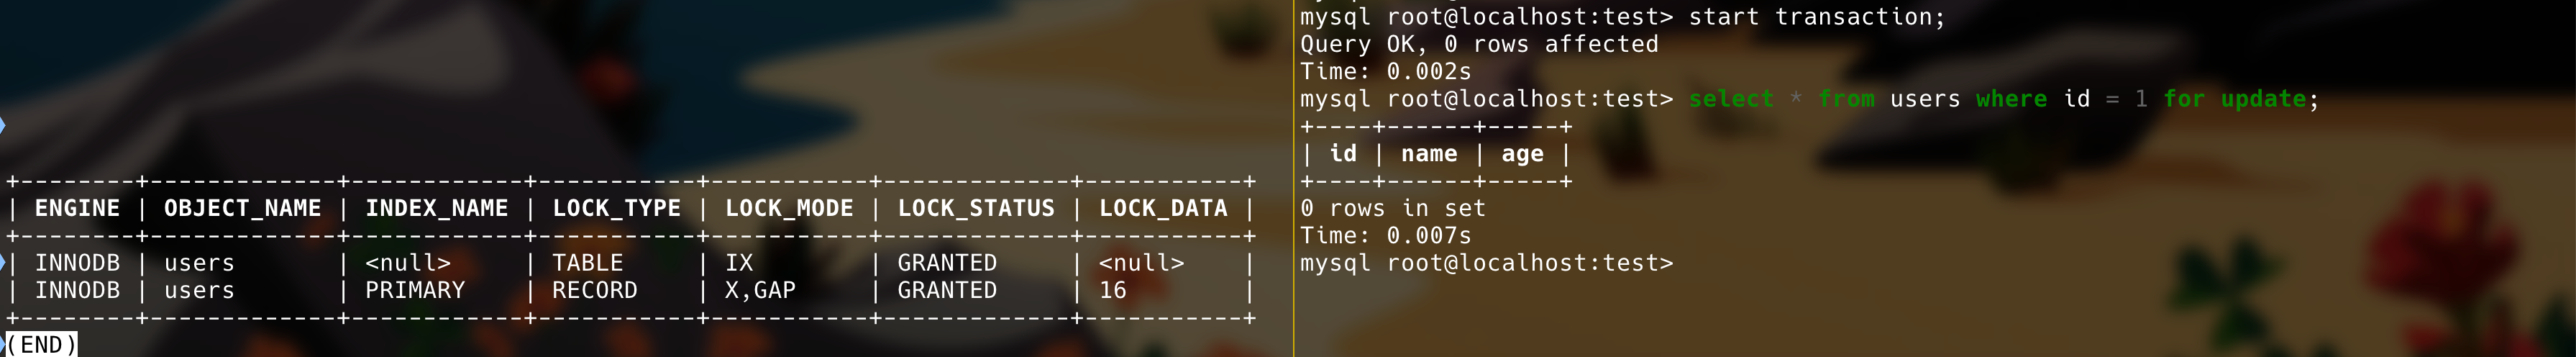 +--------+-------------+------------+-----------+-----------+-------------+-----------+
| ENGINE | OBJECT_NAME | INDEX_NAME | LOCK_TYPE | LOCK_MODE | LOCK_STATUS | LOCK_DATA |
+--------+-------------+------------+-----------+-----------+-------------+-----------+
| INNODB | users       | <null>     | TABLE     | IX        | GRANTED     | <null>    |
| INNODB | users       | PRIMARY    | RECORD    | X,GAP     | GRANTED     | 16        |
+--------+-------------+------------+-----------+-----------+-------------+-----------+
(END)
mysql root@localhost:test> start transaction;
Query OK, 0 rows affected
Time: 0.002s
mysql root@localhost:test> select * from users where id = 1 for update;
+----+------+-----+
| id | name | age |
+----+------+-----+
0 rows in set
Time: 0.007s
mysql root@localhost:test>